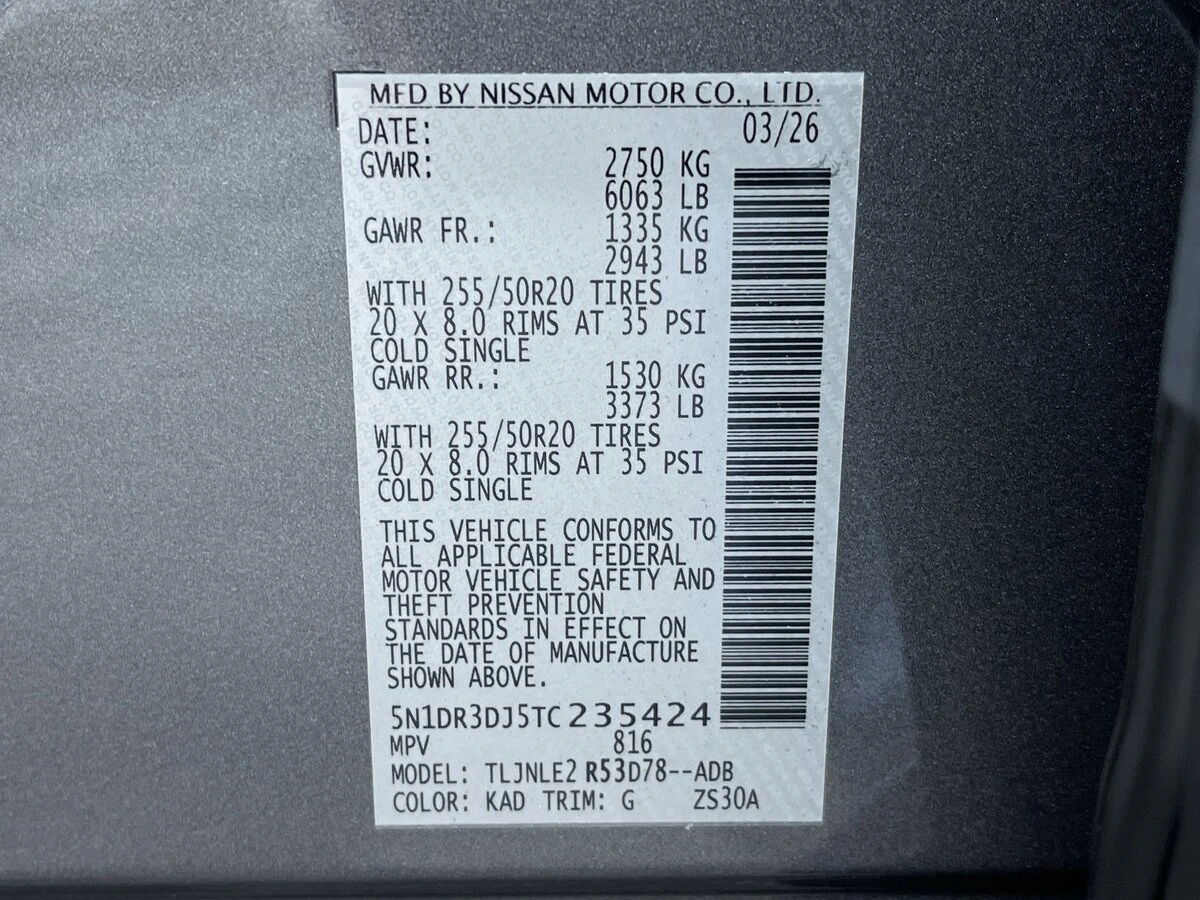 MFD BY NISSAN MOTOR CO., LTD.
DATE: 03/26
GVWR: 2750 KG
6063 LB
GAWR FR.: 1335 KG
2943 LB
WITH 255/50R20 TIRES
20 X 8.0 RIMS AT 35 PSI
COLD SINGLE
GAWR RR.: 1530 KG
3373 LB
WITH 255/50R20 TIRES
20 X 8.0 RIMS AT 35 PSI
COLD SINGLE
THIS VEHICLE CONFORMS TO
ALL APPLICABLE FEDERAL
MOTOR VEHICLE SAFETY AND
THEFT PREVENTION
STANDARDS IN EFFECT ON
THE DATE OF MANUFACTURE
SHOWN ABOVE.
5N1DR3DJ5TC235424
MPV 816
MODEL: TLJNLE2 R53D78--ADB
COLOR: KAD TRIM: G ZS30A